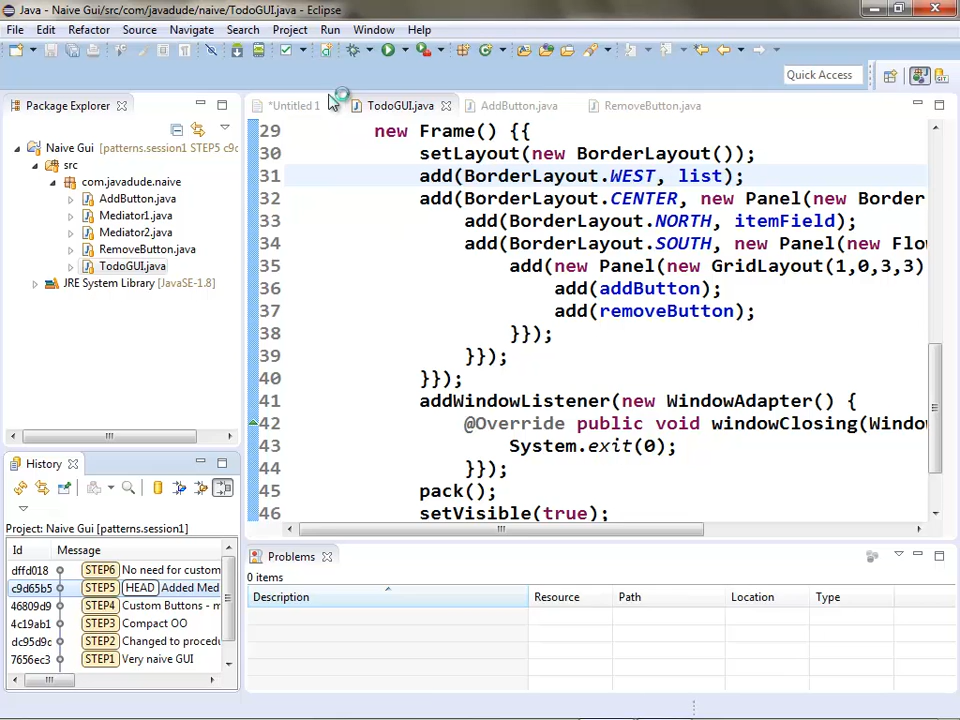 Java - Naive Gui/src/com/javadude/naive/TodoGUI.java - Eclipse
File Edit Refactor Source Navigate Search Project Run Window Help
Quick Access
Package Explorer
*Untitled 1 TodoGUI.java AddButton.java RemoveButton.java
Naive Gui [patterns.session1 STEP5 c9d
src
com.javadude.naive
AddButton.java
Mediator1.java
Mediator2.java
RemoveButton.java
TodoGUI.java
JRE System Library [JavaSE-1.8]
29 new Frame() {{
30 setLayout(new BorderLayout());
31 add(BorderLayout.WEST, list);
32 add(BorderLayout.CENTER, new Panel(new Border
33 add(BorderLayout.NORTH, itemField);
34 add(BorderLayout.SOUTH, new Panel(new Flo
35 add(new Panel(new GridLayout(1,0,3,3)
36 add(addButton);
37 add(removeButton);
38 }});
39 }});
40 }});
41 addWindowListener(new WindowAdapter() {
42 @Override public void windowClosing(Windo
43 System.exit(0);
44 }});
45 pack();
46 setVisible(true);
History
Project: Naive Gui [patterns.session1]
Id Message
dffd018 STEP6 No need for custom
c9d65b5 STEP5 HEAD Added Med
46809d9 STEP4 Custom Buttons - m
4c19ab1 STEP3 Compact OO
dc95d9c STEP2 Changed to procedu
7656ec3 STEP1 Very naive GUI
Problems
0 items
Description Resource Path Location Type